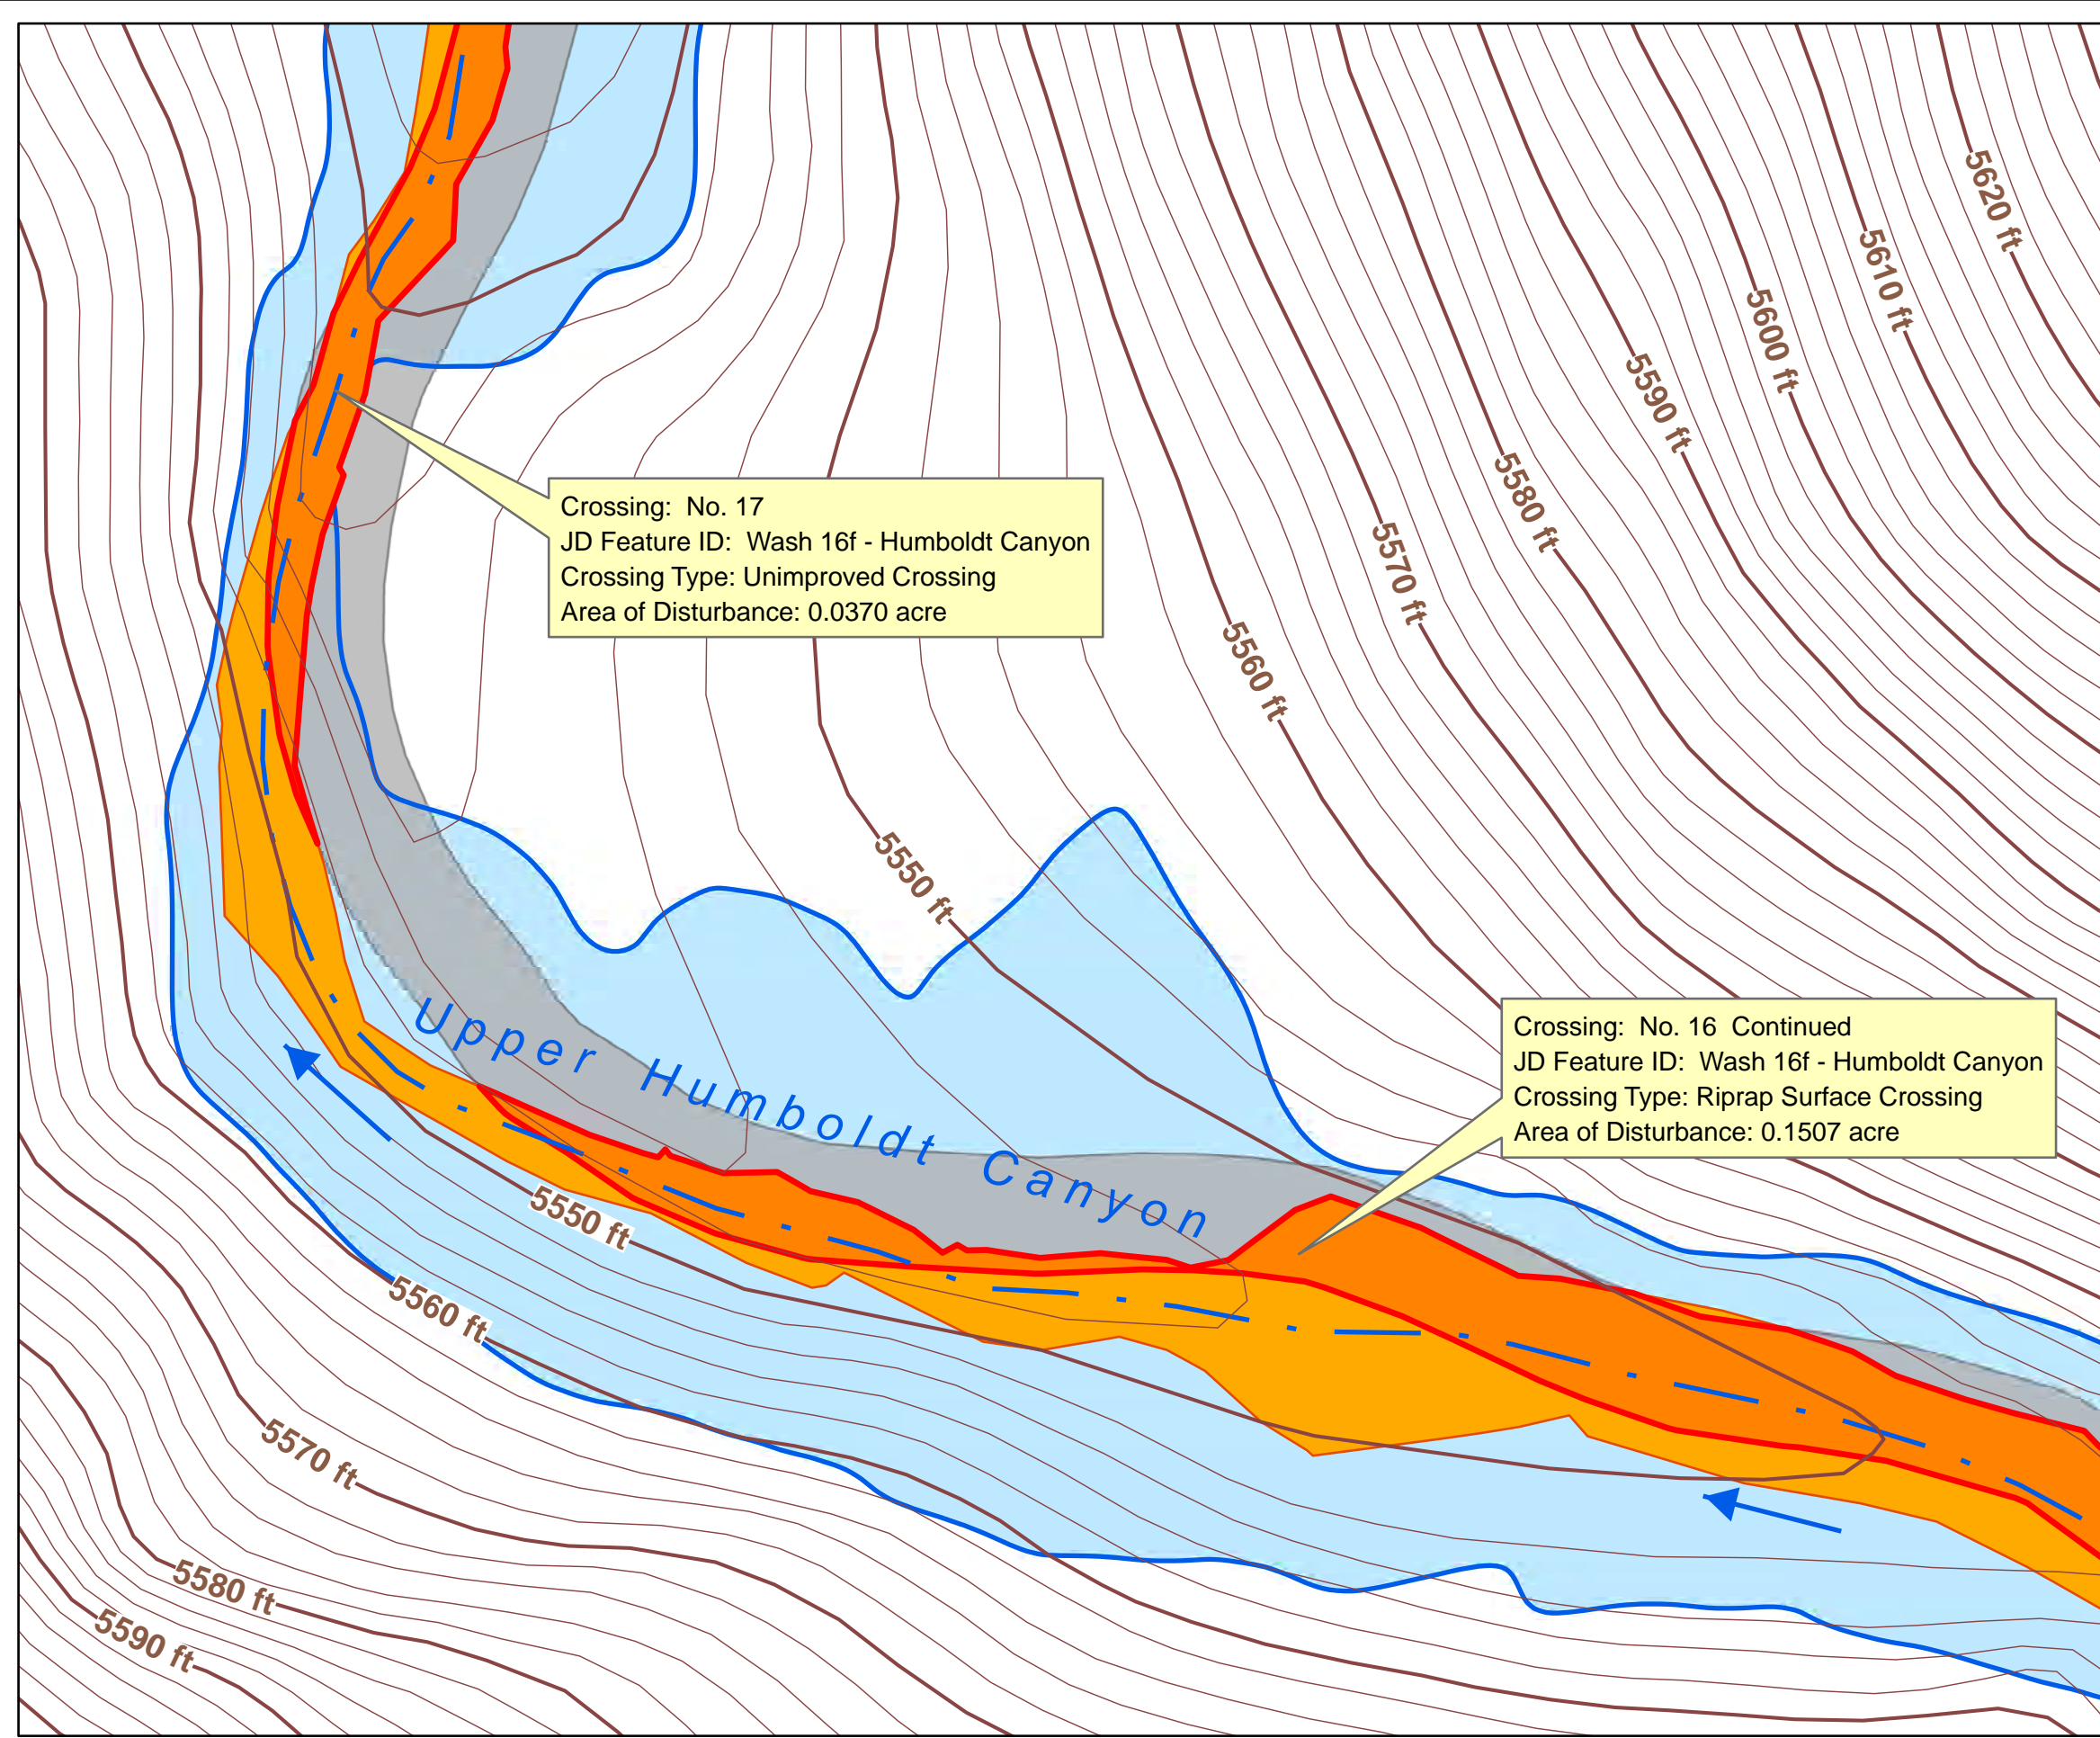 5620 ft
5610 ft
5600 ft
5590 ft
5580 ft
5570 ft
5560 ft
5550 ft
Crossing: No. 17
JD Feature ID: Wash 16f - Humboldt Canyon
Crossing Type: Unimproved Crossing
Area of Disturbance: 0.0370 acre
Crossing: No. 16 Continued
JD Feature ID: Wash 16f - Humboldt Canyon
Crossing Type: Riprap Surface Crossing
Area of Disturbance: 0.1507 acre
Upper Humboldt Canyon
5550 ft
5560 ft
5570 ft
5580 ft
5590 ft